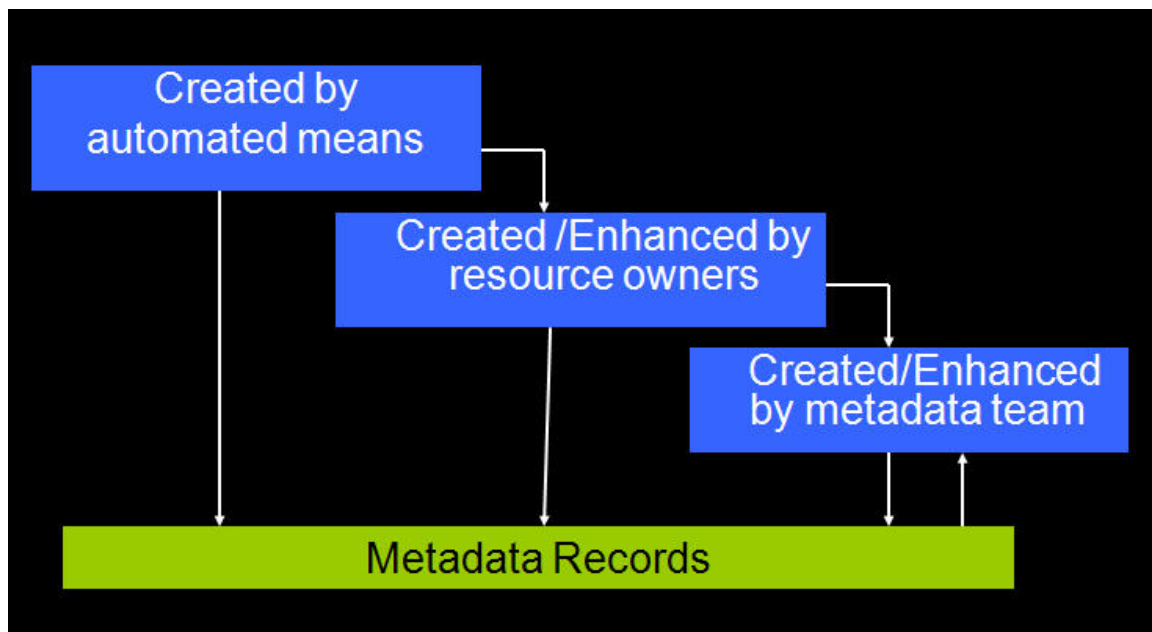 Created by
automated means
Created /Enhanced by
resource owners
Created/Enhanced
by metadata team
Metadata Records